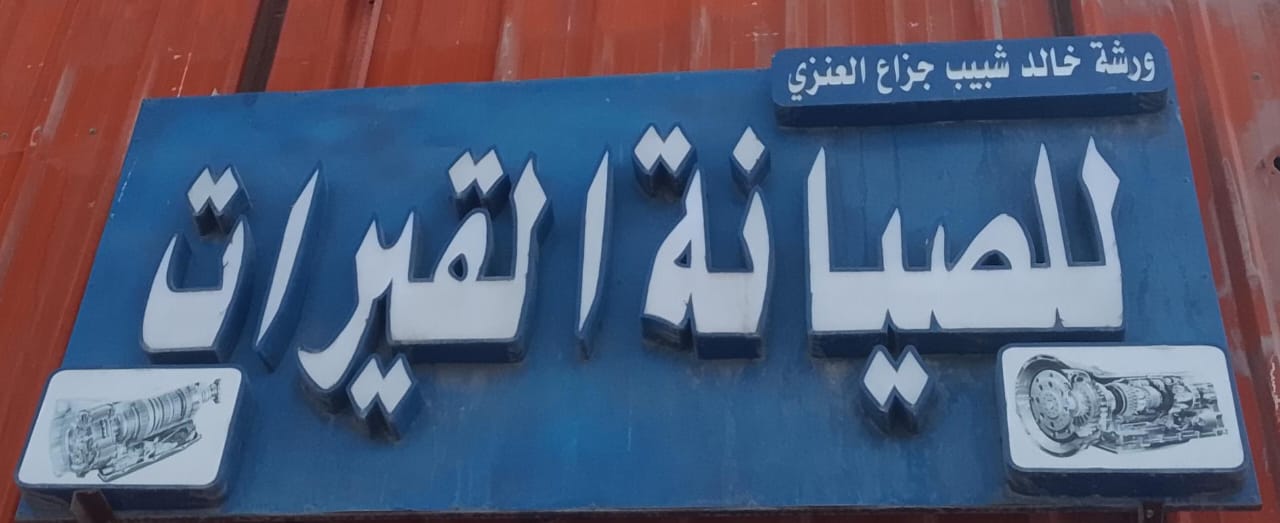 ورشة خالد شبيب جزاع العنزي
للصيانة القيرات